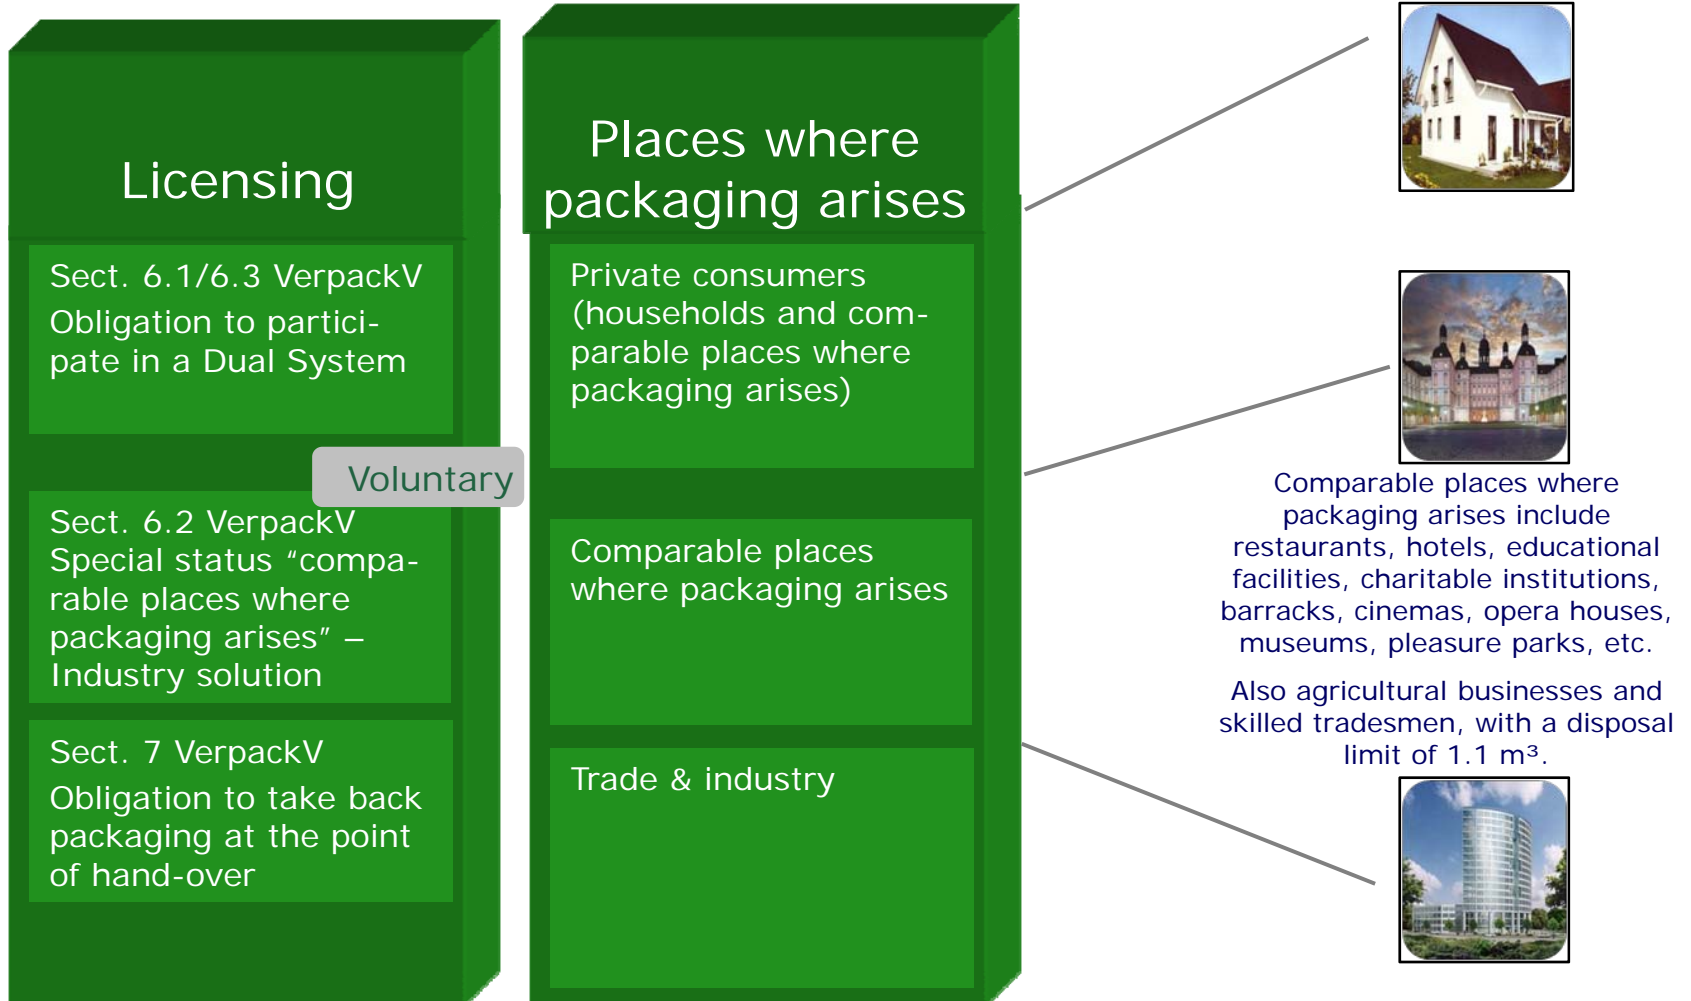 Licensing
Sect. 6.1/6.3 VerpackV
Obligation to partici-
pate in a Dual System
Voluntary
Sect. 6.2 VerpackV
Special status “compa-
rable places where
packaging arises” –
Industry solution
Sect. 7 VerpackV
Obligation to take back
packaging at the point
of hand-over
Places where
packaging arises
Private consumers
(households and com-
parable places where
packaging arises)
Comparable places
where packaging arises
Trade & industry
Comparable places where
packaging arises include
restaurants, hotels, educational
facilities, charitable institutions,
barracks, cinemas, opera houses,
museums, pleasure parks, etc.
Also agricultural businesses and
skilled tradesmen, with a disposal
limit of 1.1 m³.